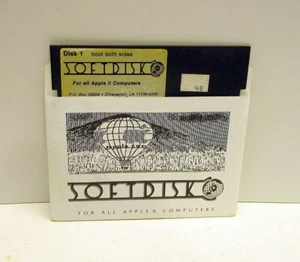 Disk 1 boot both sides
SOFTDISK
For all Apple II Computers
P.O. Box 30008 • Shreveport, LA 71130-0008
46
SOFTDISK
FOR ALL APPLE II COMPUTERS